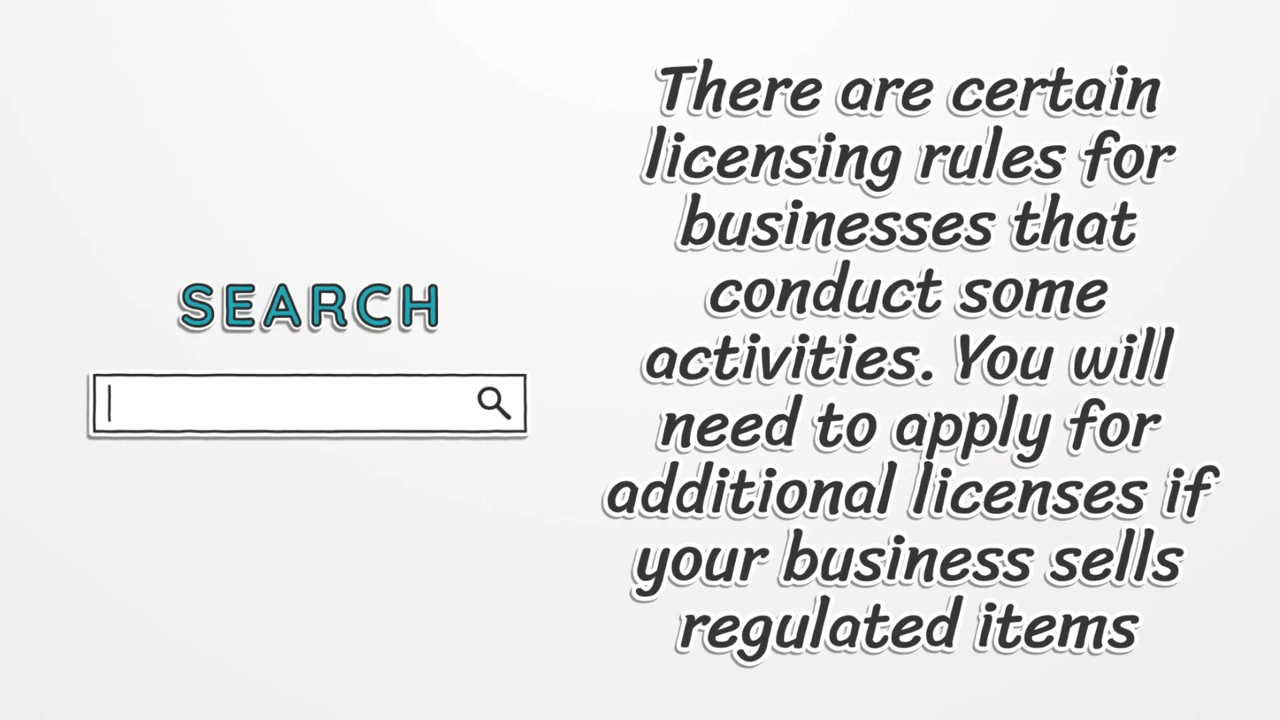 SEARCH
There are certain
licensing rules for
businesses that
conduct some
activities. You will
need to apply for
additional licenses if
your business sells
regulated items